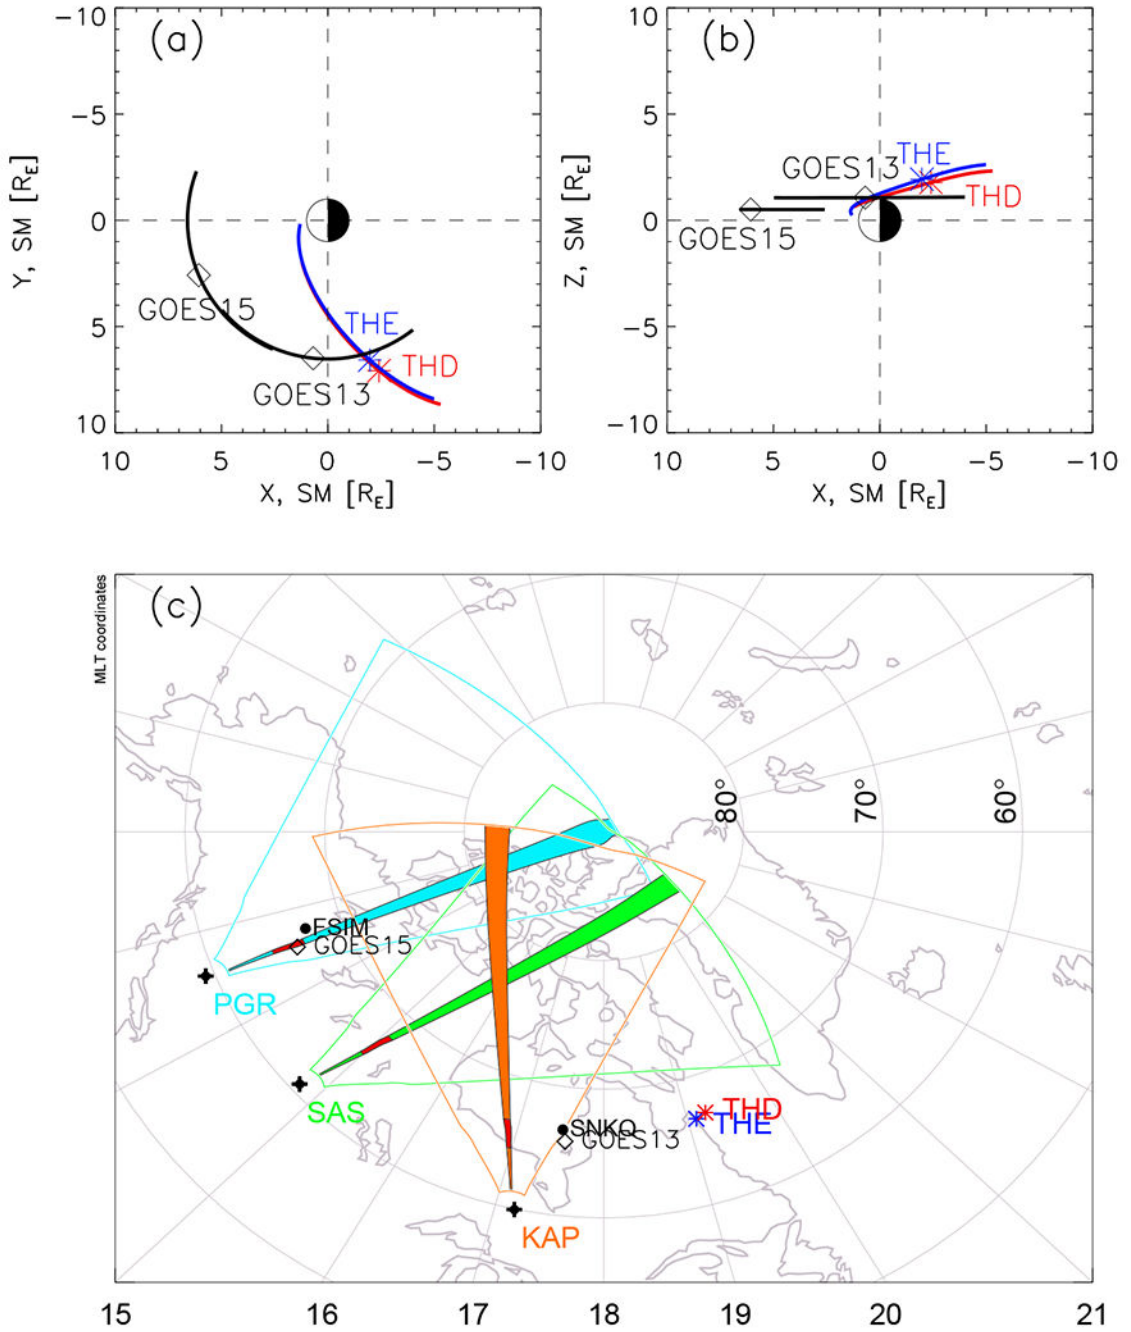 (a)
-10
-5
0
5
10
Y, SM [RE]
GOES15
THE
THD
GOES13
10 5 0 -5 -10
X, SM [RE]
(b)
10
5
0
-5
-10
Z, SM [RE]
GOES13
THE
THD
GOES15
10 5 0 -5 -10
X, SM [RE]
MLT coordinates
(c)
80° 70° 60°
FSIM
GOES15
PGR
SAS
THD
THE
SNKQ
GOES13
KAP
15 16 17 18 19 20 21